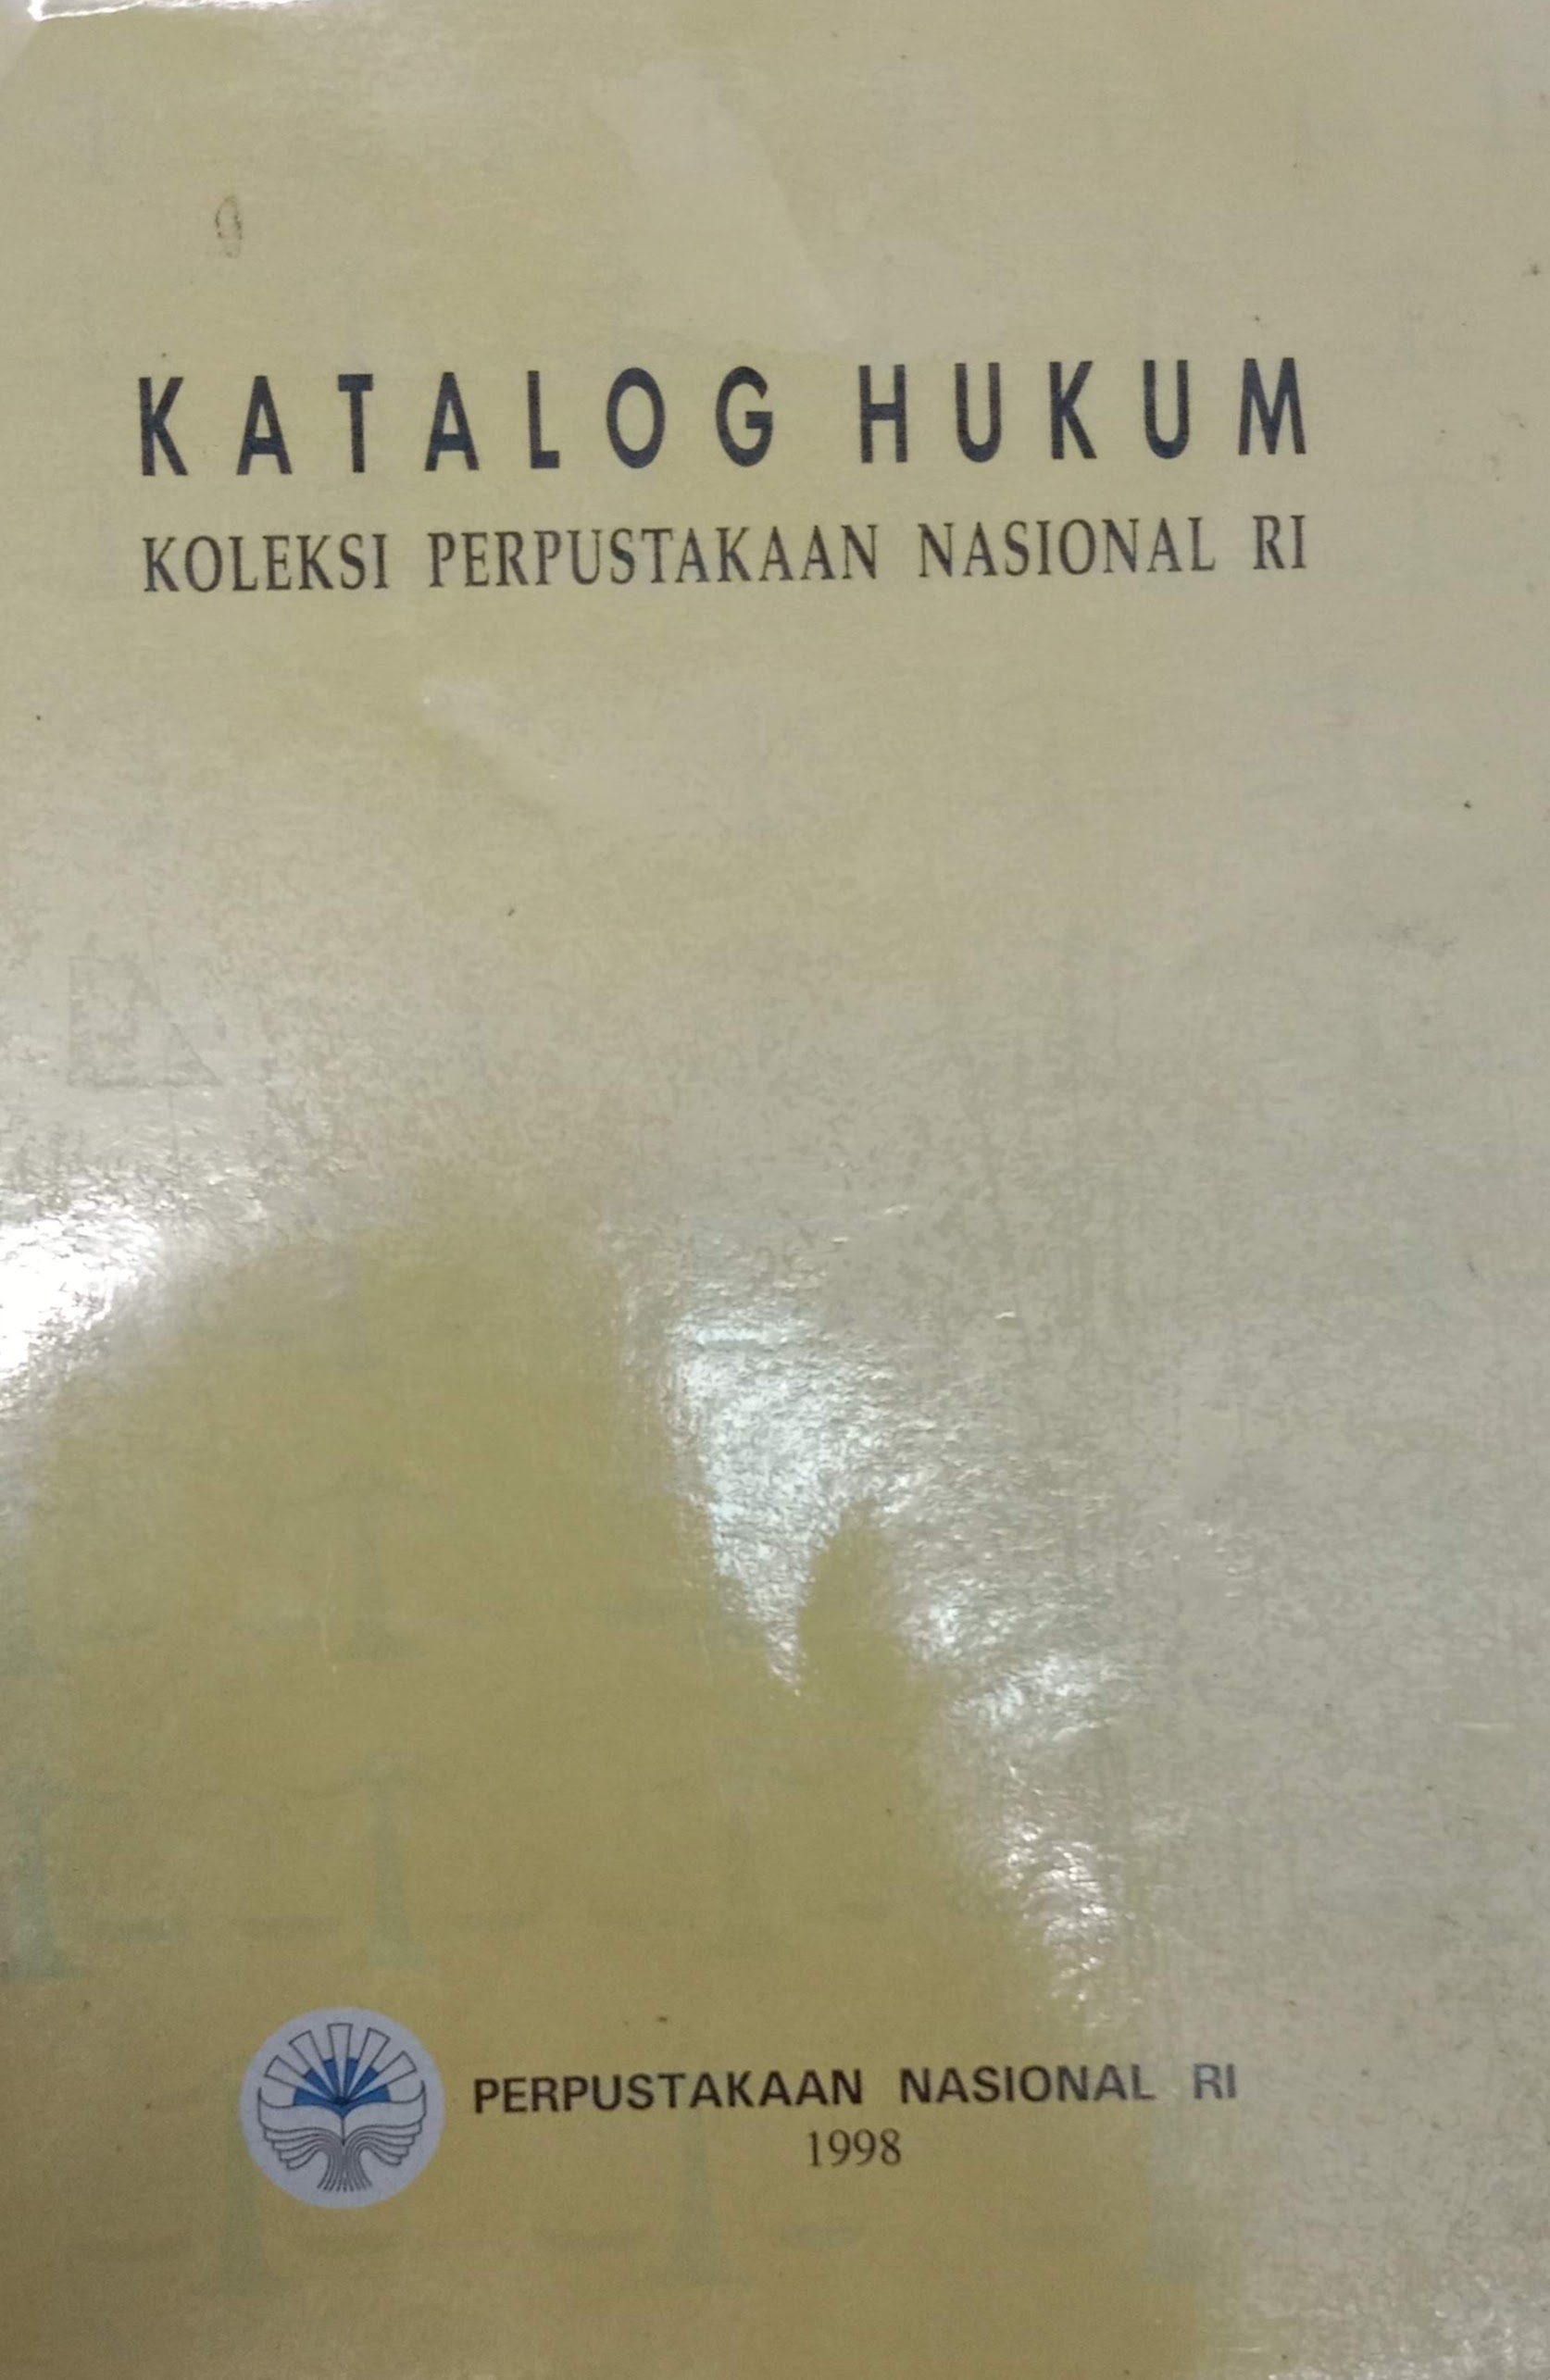 KATALOG HUKUM
KOLEKSI PERPUSTAKAAN NASIONAL RI
PERPUSTAKAAN NASIONAL RI
1998